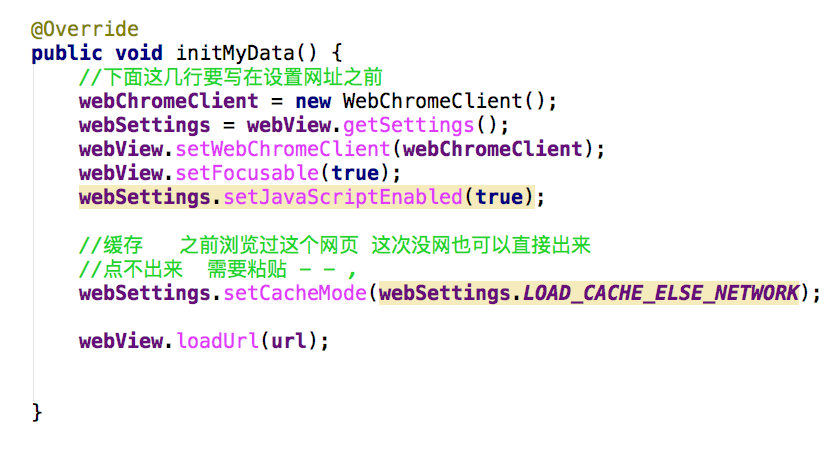 @Override
public void initMyData() {
//下面这几行要写在设置网址之前
webChromeClient = new WebChromeClient();
webSettings = webView.getSettings();
webView.setWebChromeClient(webChromeClient);
webView.setFocusable(true);
webSettings.setJavaScriptEnabled(true);
//缓存   之前浏览过这个网页 这次没网也可以直接出来
//点不出来  需要粘贴 - - ,
webSettings.setCacheMode(webSettings.LOAD_CACHE_ELSE_NETWORK);
webView.loadUrl(url);
}